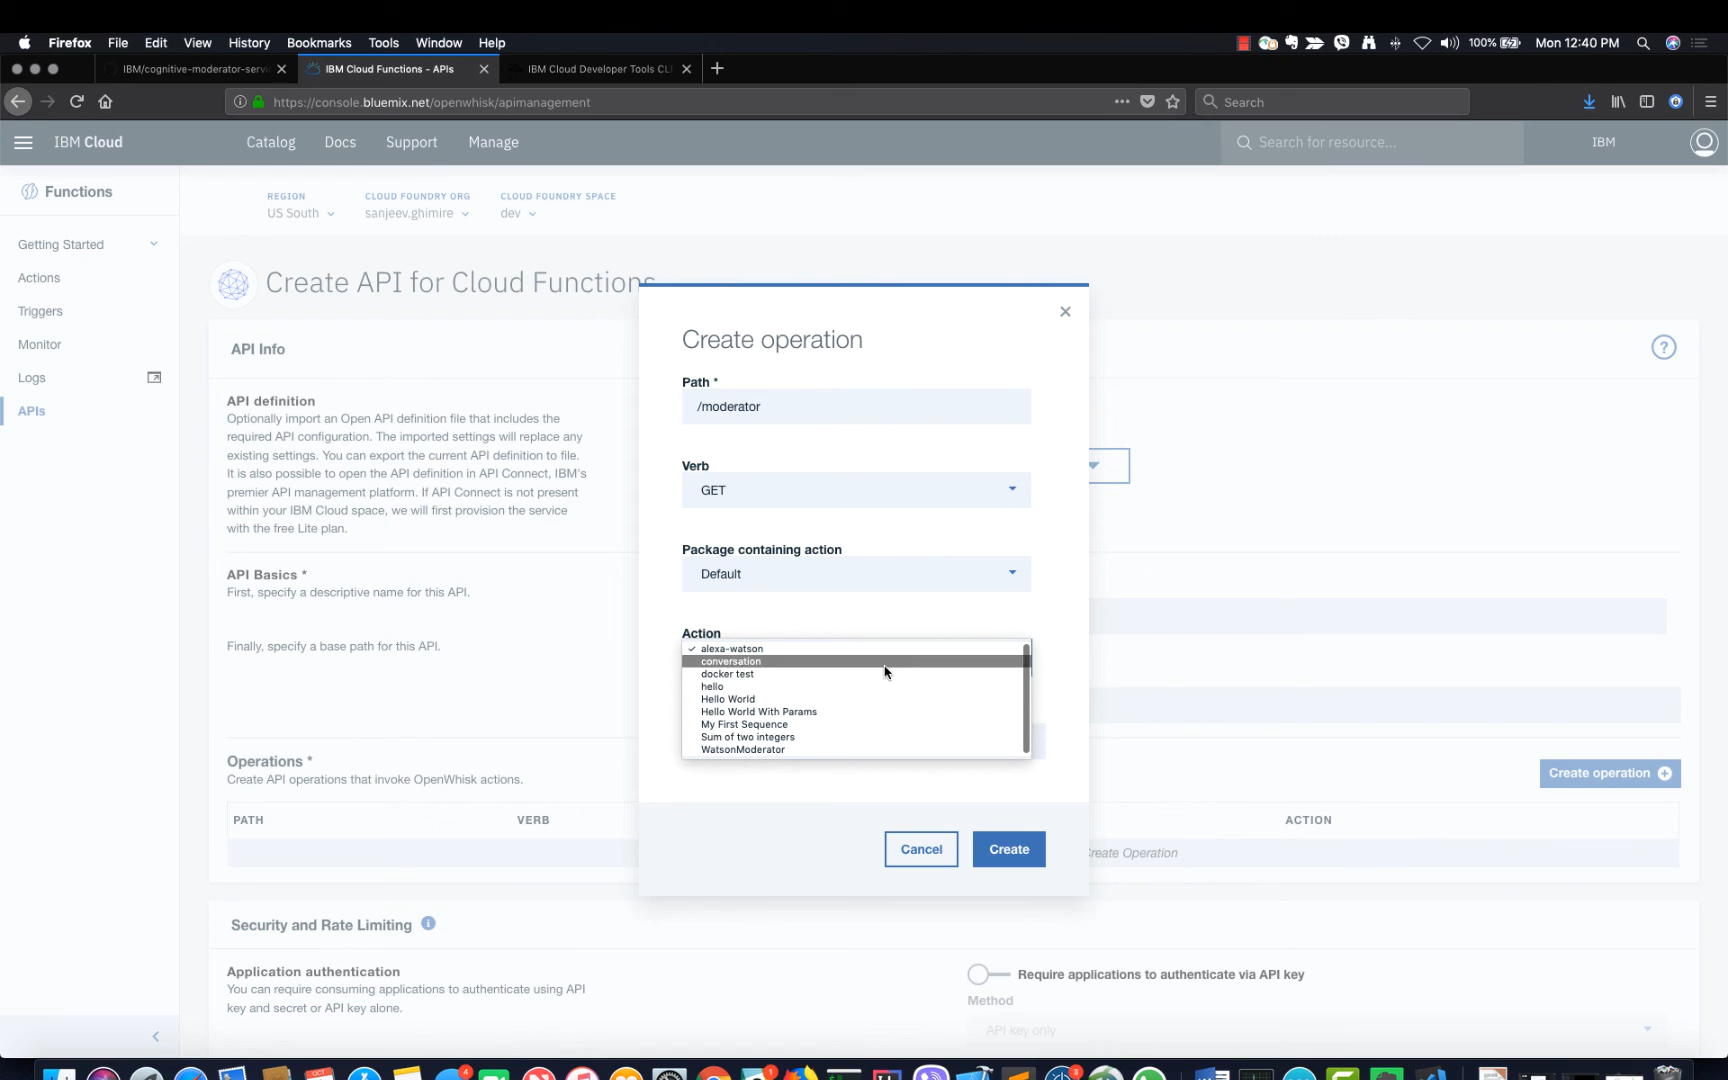 Firefox File Edit View History Bookmarks Tools Window Help 100% Mon 12:40 PM
IBM/cognitive-moderator-servi IBM Cloud Functions - APIs IBM Cloud Developer Tools CLI
https://console.bluemix.net/openwhisk/apimanagement Search
IBM Cloud Catalog Docs Support Manage Search for resource... IBM
Functions
REGION CLOUD FOUNDRY ORG CLOUD FOUNDRY SPACE
US South sanjeev.ghimire dev
Getting Started
Actions
Triggers
Monitor
Logs
APIs
Create API for Cloud Functions
API Info
API definition
Optionally import an Open API definition file that includes the
required API configuration. The imported settings will replace any
existing settings. You can export the current API definition to file.
It is also possible to open the API definition in API Connect, IBM's
premier API management platform. If API Connect is not present
within your IBM Cloud space, we will first provision the service
with the free Lite plan.
API Basics *
First, specify a descriptive name for this API.
Finally, specify a base path for this API.
Operations *
Create API operations that invoke OpenWhisk actions.
Create operation
PATH VERB ACTION
Create Operation
Create operation
Path *
/moderator
Verb
GET
Package containing action
Default
Action
alexa-watson
conversation
docker test
hello
Hello World
Hello World With Params
My First Sequence
Sum of two integers
WatsonModerator
Cancel Create
Security and Rate Limiting
Application authentication
You can require consuming applications to authenticate using API
key and secret or API key alone.
Require applications to authenticate via API key
Method
API key only